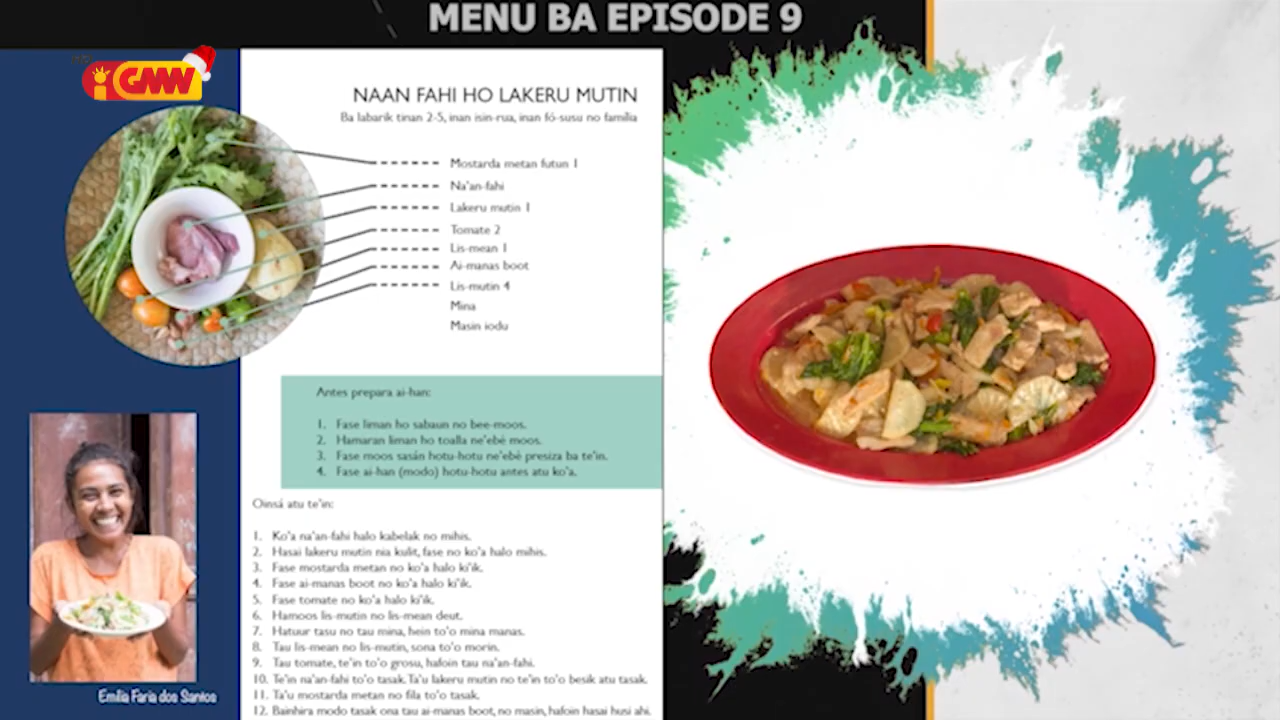 MENU BA EPISODE 9
GMW
NAAN FAHI HO LAKERU MUTIN
Ba labarik tinan 2-5, inan isin-rua, inan fó-susu no família
Mostarda metan futun 1
Na'an-fahi
Lakeru mutin 1
Tomate 2
Lis-mean 1
Ai-manas boot
Lis-mutin 4
Mina
Masin iodu
Antes prepara ai-han:
1. Fase liman ho sabaun no bee-moos.
2. Hamaran liman ho toalla ne'ebé moos.
3. Fase moos sasán hotu-hotu ne'ebé presiza ba te'in.
4. Fase ai-han (modo) hotu-hotu antes atu ko'a.
Oinsá atu te'in:
1. Ko'a na'an-fahi halo kabelak no mihis.
2. Hasai lakeru mutin nia kulit, fase no ko'a halo mihis.
3. Fase mostarda metan no ko'a halo ki'ik.
4. Fase ai-manas boot no ko'a halo ki'ik.
5. Fase tomate no ko'a halo ki'ik.
6. Hamoos lis-mutin no lis-mean deut.
7. Hatuur tasu no tau mina, hein to'o mina manas.
8. Tau lis-mean no lis-mutin, sona to'o morin.
9. Tau tomate, te'in to'o grosu, hafoin tau na'an-fahi.
10. Te'in na'an-fahi to'o tasak. Ta'u lakeru mutin no te'in to'o besik atu tasak.
11. Ta'u mostarda metan no fila to'o tasak.
12. Bainhira modo tasak ona tau ai-manas boot, no masin, hafoin hasai husi ahi.
Emilia Faria dos Santos